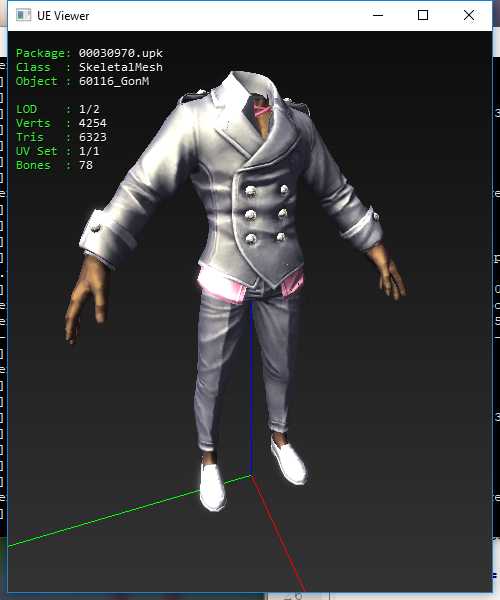 UE Viewer
Package: 00030970.upk
Class : SkeletalMesh
Object : 60116_GonM
LOD : 1/2
Verts : 4254
Tris : 6323
UV Set : 1/1
Bones : 78
26